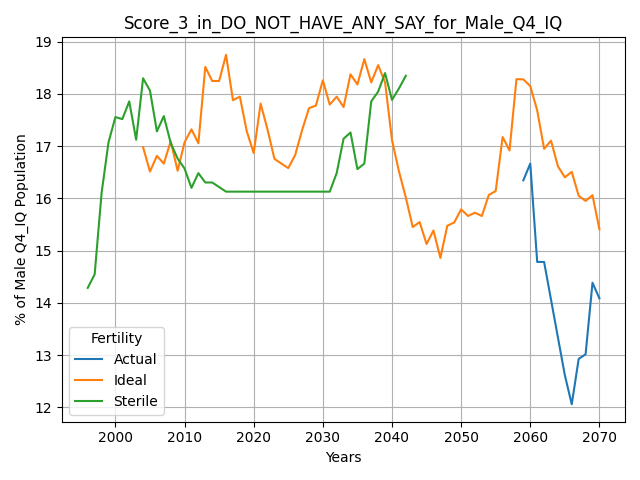 Score_3_in_DO_NOT_HAVE_ANY_SAY_for_Male_Q4_IQ
% of Male Q4_IQ Population
19
18
17
16
15
14
13
12
Fertility
Actual
Ideal
Sterile
2000 2010 2020 2030 2040 2050 2060 2070
Years